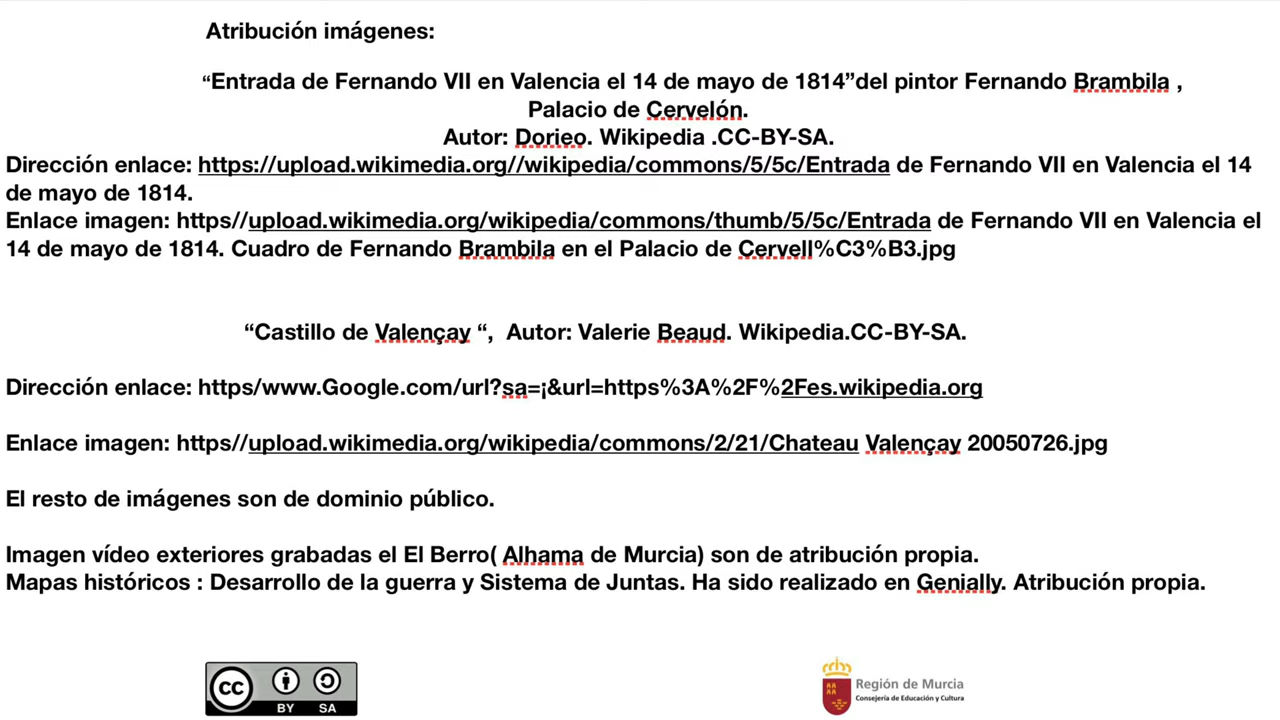 Atribución imágenes:
“Entrada de Fernando VII en Valencia el 14 de mayo de 1814”del pintor Fernando Brambila ,
Palacio de Cervelón.
Autor: Dorieo. Wikipedia .CC-BY-SA.
Dirección enlace: https://upload.wikimedia.org//wikipedia/commons/5/5c/Entrada de Fernando VII en Valencia el 14
de mayo de 1814.
Enlace imagen: https//upload.wikimedia.org/wikipedia/commons/thumb/5/5c/Entrada de Fernando VII en Valencia el
14 de mayo de 1814. Cuadro de Fernando Brambila en el Palacio de Cervell%C3%B3.jpg
“Castillo de Valençay “,  Autor: Valerie Beaud. Wikipedia.CC-BY-SA.
Dirección enlace: https/www.Google.com/url?sa=¡&url=https%3A%2F%2Fes.wikipedia.org
Enlace imagen: https//upload.wikimedia.org/wikipedia/commons/2/21/Chateau Valençay 20050726.jpg
El resto de imágenes son de dominio público.
Imagen vídeo exteriores grabadas el El Berro( Alhama de Murcia) son de atribución propia.
Mapas históricos : Desarrollo de la guerra y Sistema de Juntas. Ha sido realizado en Genially. Atribución propia.
CC
BY SA
Región de Murcia
Consejería de Educación y Cultura